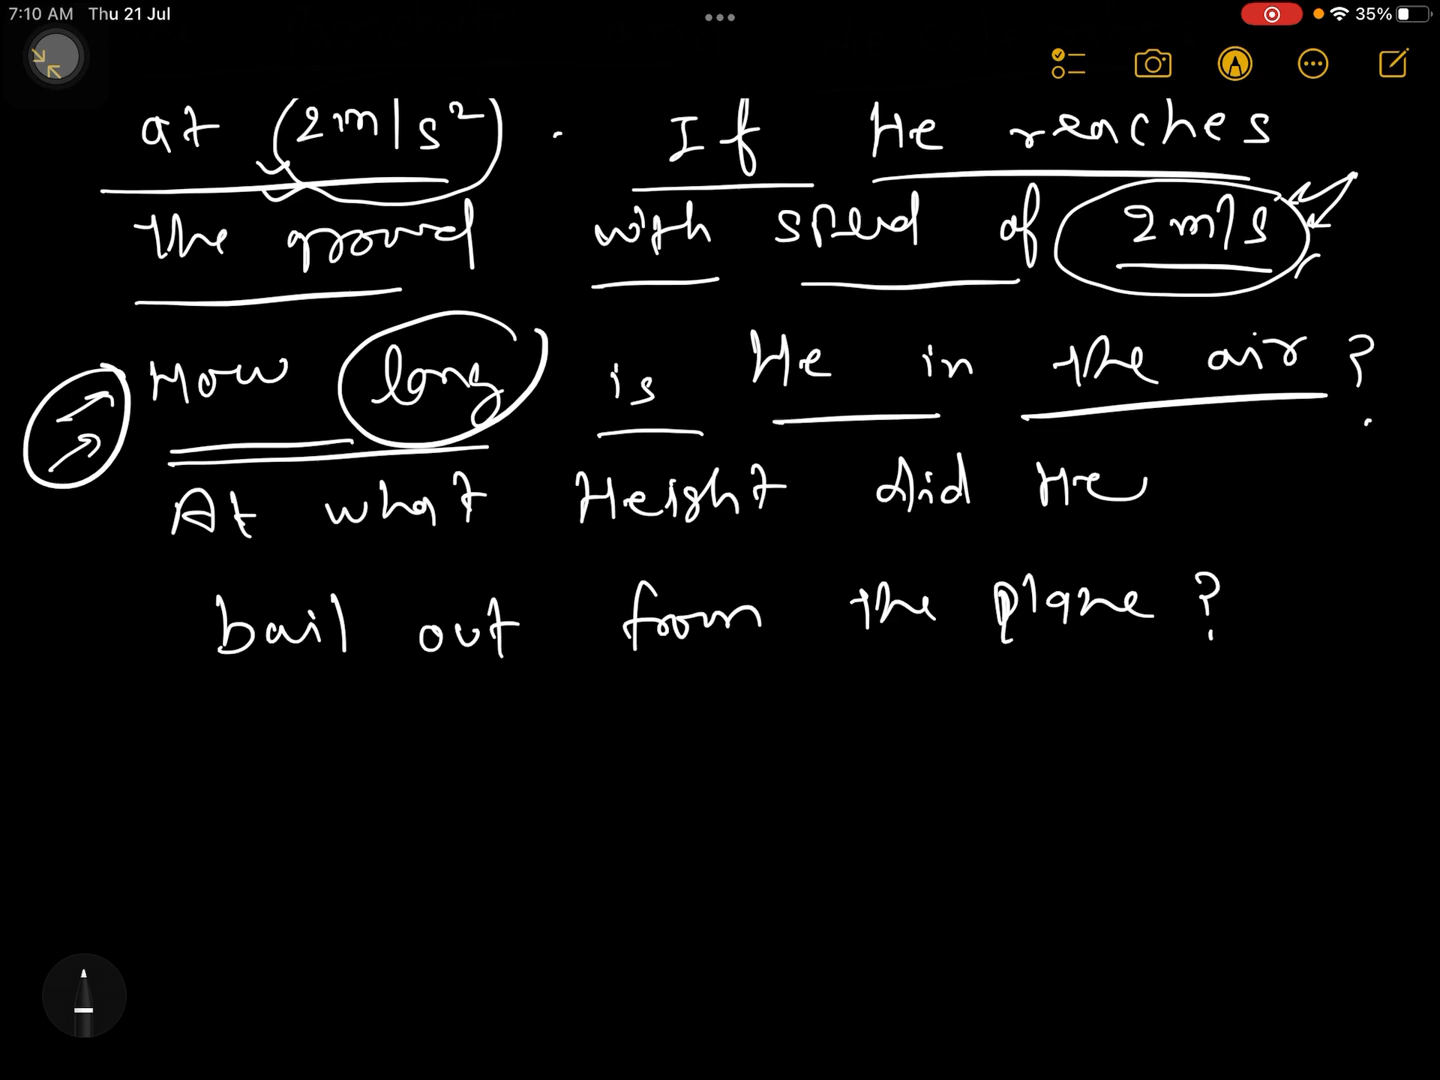 7:10 AM Thu 21 Jul 35%
at (2m/s²). If He reaches
the ground with speed of 2m/s
How long is He in the air?
At what Height did He
bail out from the plane?